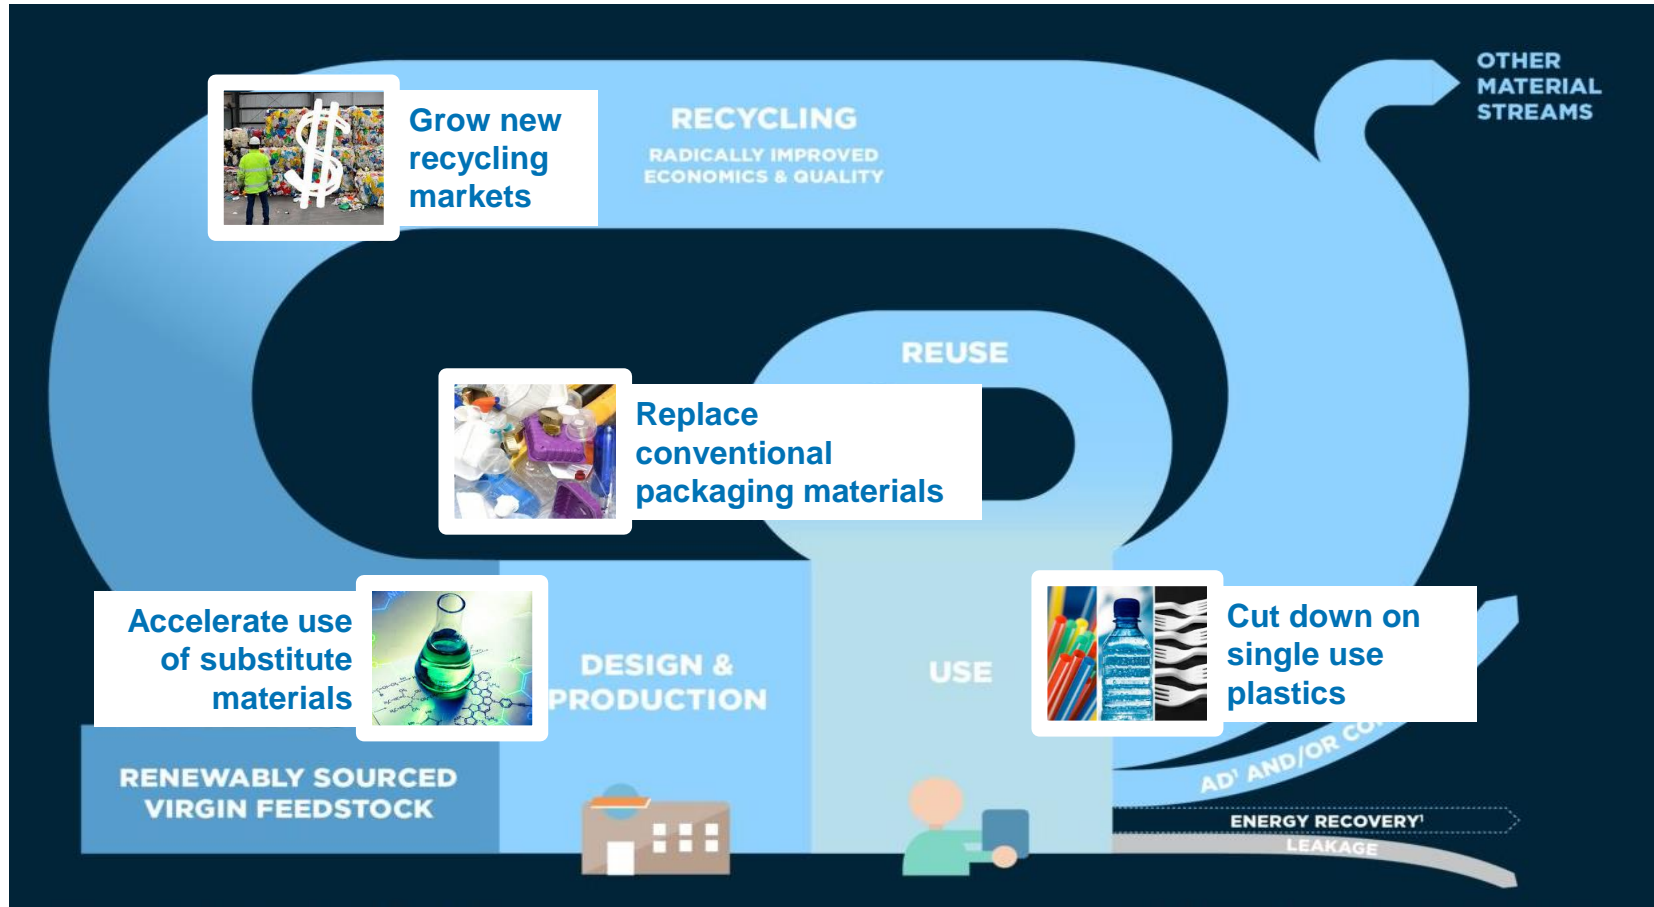 OTHER
MATERIAL
STREAMS
Grow new
recycling
markets
RECYCLING
RADICALLY IMPROVED
ECONOMICS & QUALITY
REUSE
Replace
conventional
packaging materials
Accelerate use
of substitute
materials
DESIGN &
PRODUCTION
USE
Cut down on
single use
plastics
RENEWABLY SOURCED
VIRGIN FEEDSTOCK
AD¹ AND/OR
ENERGY RECOVERY¹
LEAKAGE